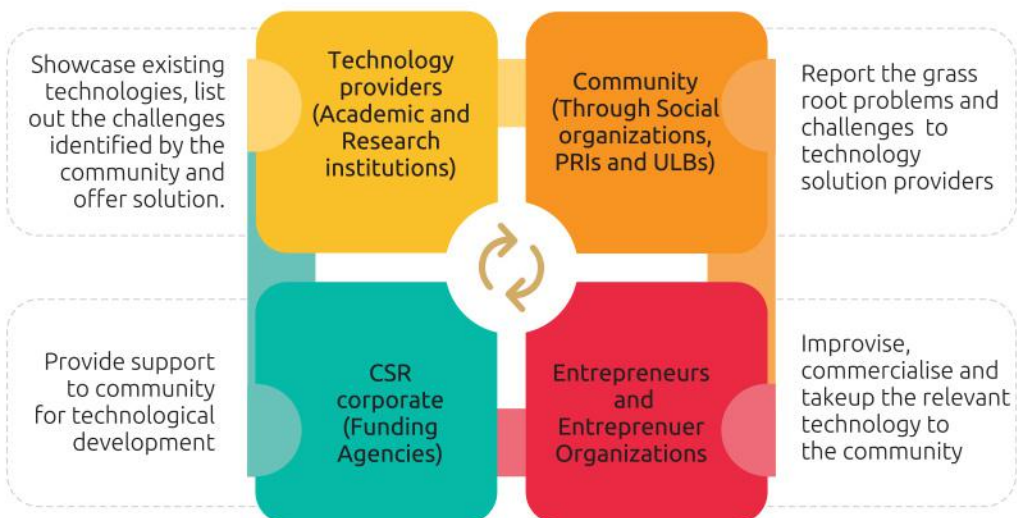 Showcase existing
technologies, list
out the challenges
identified by the
community and
offer solution.
Technology
providers
(Academic and
Research
institutions)
Community
(Through Social
organizations,
PRIs and ULBs)
Report the grass
root problems and
challenges to
technology
solution providers
Provide support
to community
for technological
development
CSR
corporate
(Funding
Agencies)
Entrepreneurs
and
Entreprenuer
Organizations
Improvise,
commercialise and
takeup the relevant
technology to
the community